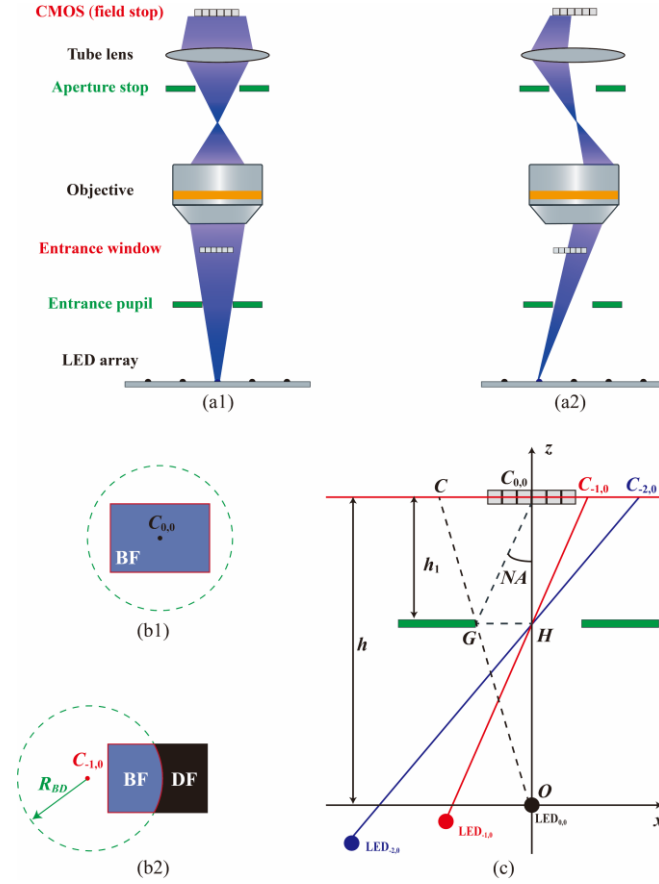 CMOS (field stop)
Tube lens
Aperture stop
Objective
Entrance window
Entrance pupil
LED array
(a1)
(a2)
C0,0
BF
(b1)
C-1,0
BF
DF
RBD
(b2)
z
C
C0,0
C-1,0
C-2,0
h1
NA
h
G
H
O
LED0,0
x
LED-1,0
LED-2,0
(c)